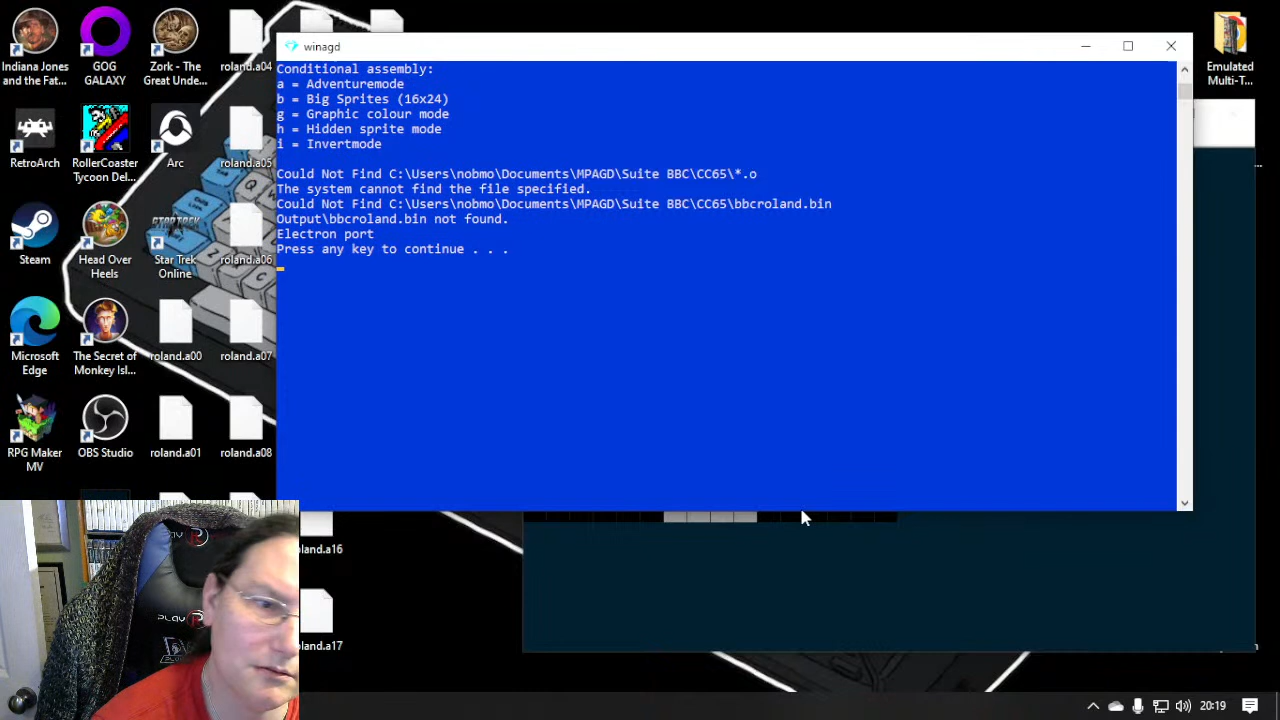 winagd
Conditional assembly:
a = Adventuremode
b = Big Sprites (16x24)
g = Graphic colour mode
h = Hidden sprite mode
i = Invertmode
Could Not Find C:\Users\nobmo\Documents\MPAGD\Suite BBC\CC65\*.o
The system cannot find the file specified.
Could Not Find C:\Users\nobmo\Documents\MPAGD\Suite BBC\CC65\bbcroland.bin
Output\bbcroland.bin not found.
Electron port
Press any key to continue . . .
Indiana Jones
and the Fat...
GOG
GALAXY
Zork - The
Great Unde...
roland.a04
Emulated
Multi-T...
RetroArch
RollerCoaster
Tycoon Del...
Arc
roland.a05
Steam
Head Over
Heels
STAR TREK
Star Trek
Online
roland.a06
Microsoft
Edge
The Secret of
Monkey Isl...
roland.a00
roland.a07
RPG Maker
MV
OBS Studio
roland.a01
roland.a08
oland.a16
oland.a17
PLAY
20:19